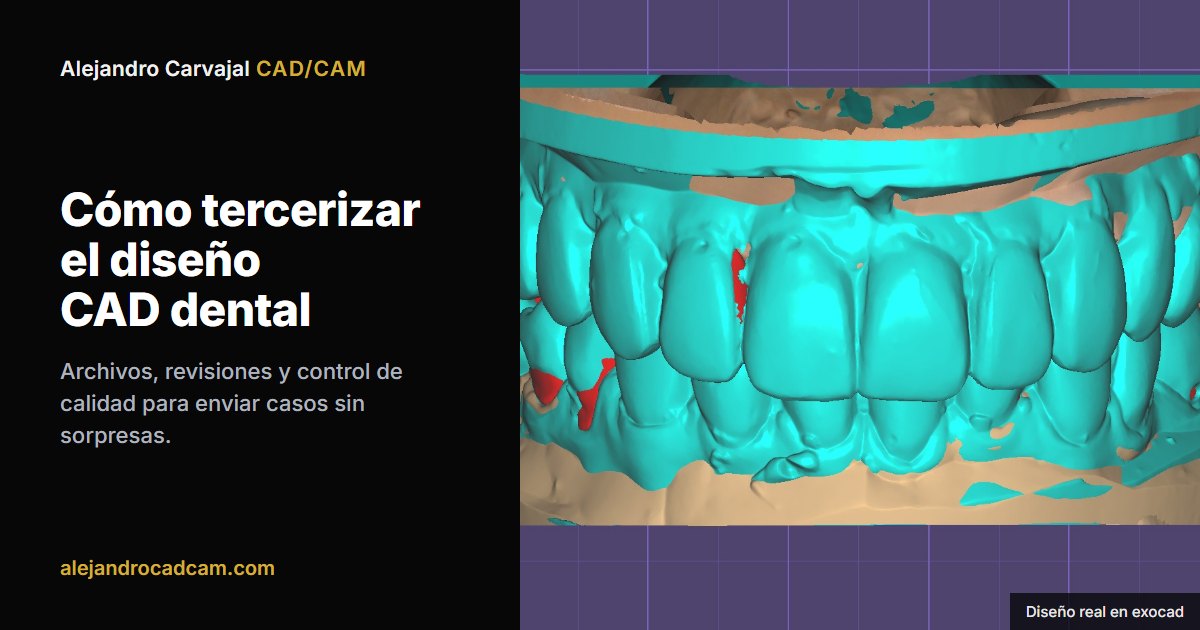 Alejandro Carvajal CAD/CAM
Cómo tercerizar
el diseño
CAD dental
Archivos, revisiones y control de
calidad para enviar casos sin
sorpresas.
alejandrocadcam.com
Diseño real en exocad